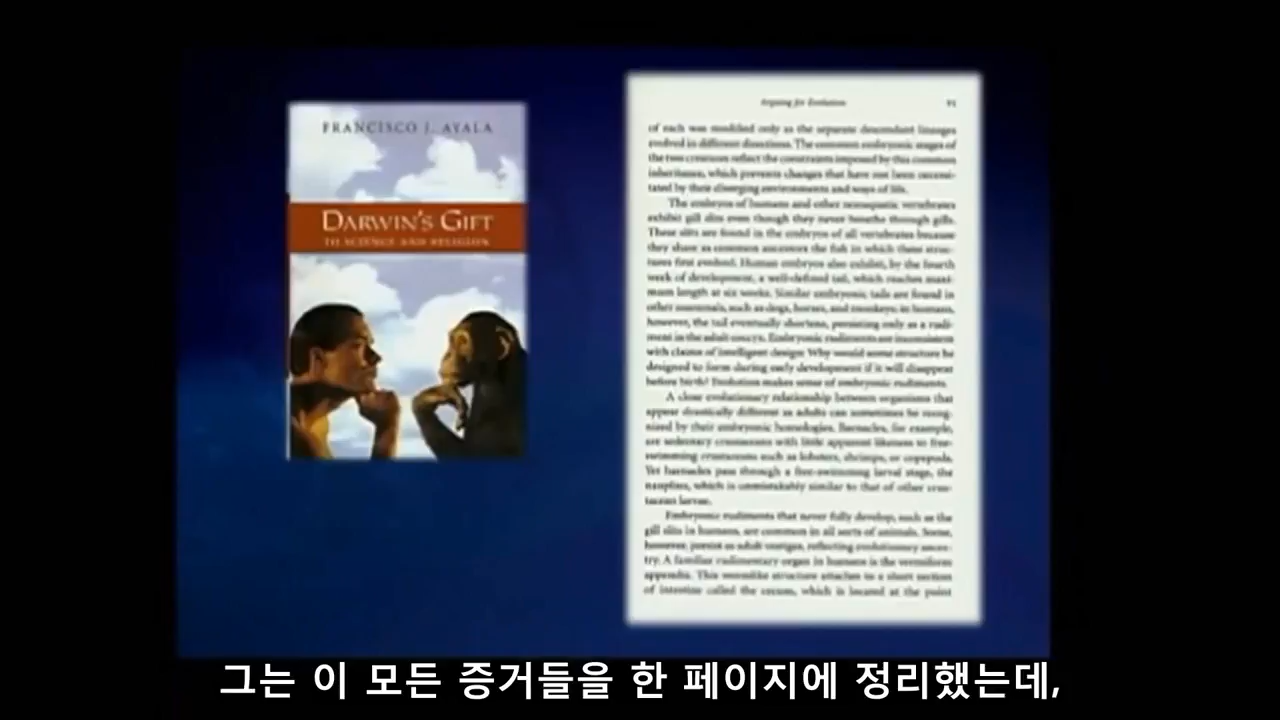 FRANCISCO J. AYALA
DARWIN'S GIFT
TO SCIENCE AND RELIGION
Arguing for Evolution 91
of each was modified only as the separate descendant lineages
evolved in different directions. The common embryonic stages of
the two creatures reflect the constraints imposed by this common
inheritance, which prevents changes that have not been necessi-
tated by their diverging environments and ways of life.
The embryos of humans and other nonaquatic vertebrates
exhibit gill slits even though they never breathe through gills.
These slits are found in the embryos of all vertebrates because
they share as common ancestors the fish in which these struc-
tures first evolved. Human embryos also exhibit, by the fourth
week of development, a well-defined tail, which reaches maxi-
mum length at six weeks. Similar embryonic tails are found in
other mammals, such as dogs, horses, and monkeys; in humans,
however, the tail eventually shortens, persisting only as a rudi-
ment in the adult coccyx. Embryonic rudiments are inconsistent
with claims of intelligent design: Why would some structure be
designed to form during early development if it will disappear
before birth? Evolution makes sense of embryonic rudiments.
A close evolutionary relationship between organisms that
appear drastically different as adults can sometimes be recog-
nized by their embryonic homologies. Barnacles, for example,
are sedentary crustaceans with little apparent likeness to free-
swimming crustaceans such as lobsters, shrimps, or copepods.
Yet barnacles pass through a free-swimming larval stage, the
nauplius, which is unmistakably similar to that of other crus-
tacean larvae.
Embryonic rudiments that never fully develop, such as the
gill slits in humans, are common in all sorts of animals. Some,
however, persist as adult vestiges, reflecting evolutionary ances-
try. A familiar rudimentary organ in humans is the vermiform
appendix. This wormlike structure attaches to a short section
of intestine called the cecum, which is located at the point
그는 이 모든 증거들을 한 페이지에 정리했는데,